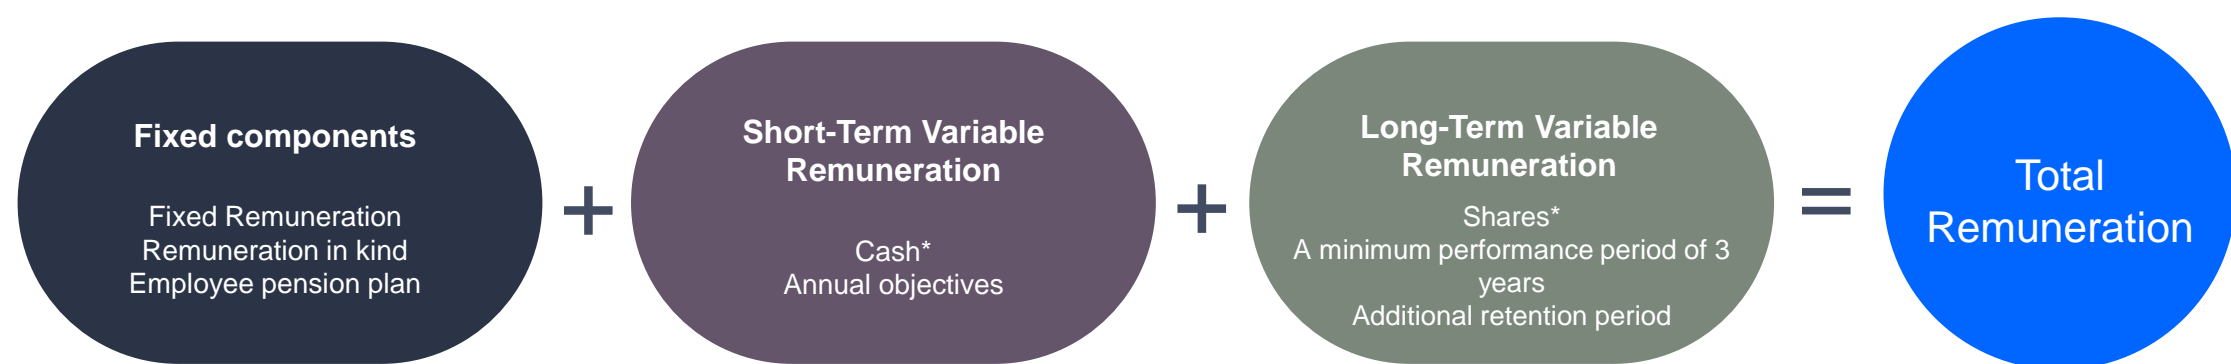 Fixed components
Fixed Remuneration
Remuneration in kind
Employee pension plan
+
Short-Term Variable
Remuneration
Cash*
Annual objectives
+
Long-Term Variable
Remuneration
Shares*
A minimum performance period of 3
years
Additional retention period
=
Total
Remuneration